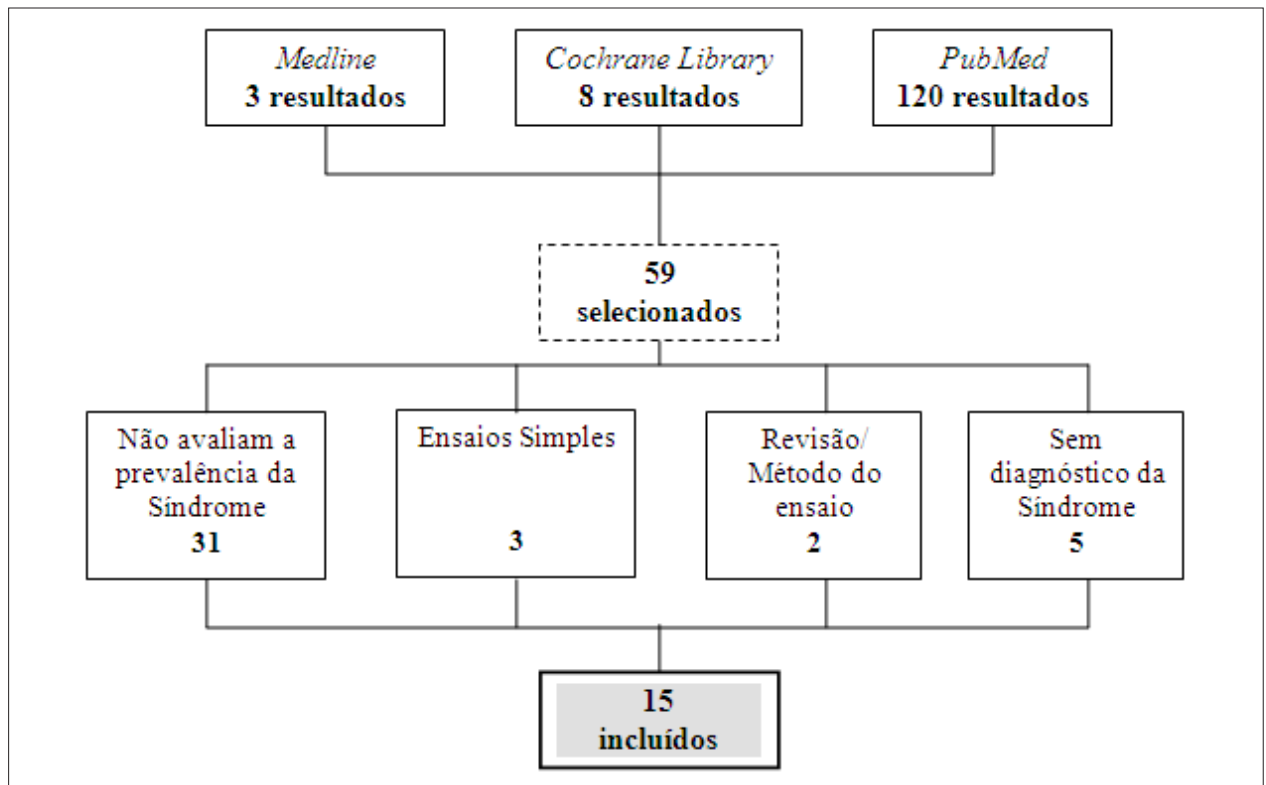 Medline
3 resultados
Cochrane Library
8 resultados
PubMed
120 resultados
59
selecionados
Não avaliam a
prevalência da
Síndrome
31
Ensaios Simples
3
Revisão/
Método do
ensaio
2
Sem
diagnóstico da
Síndrome
5
15
incluídos